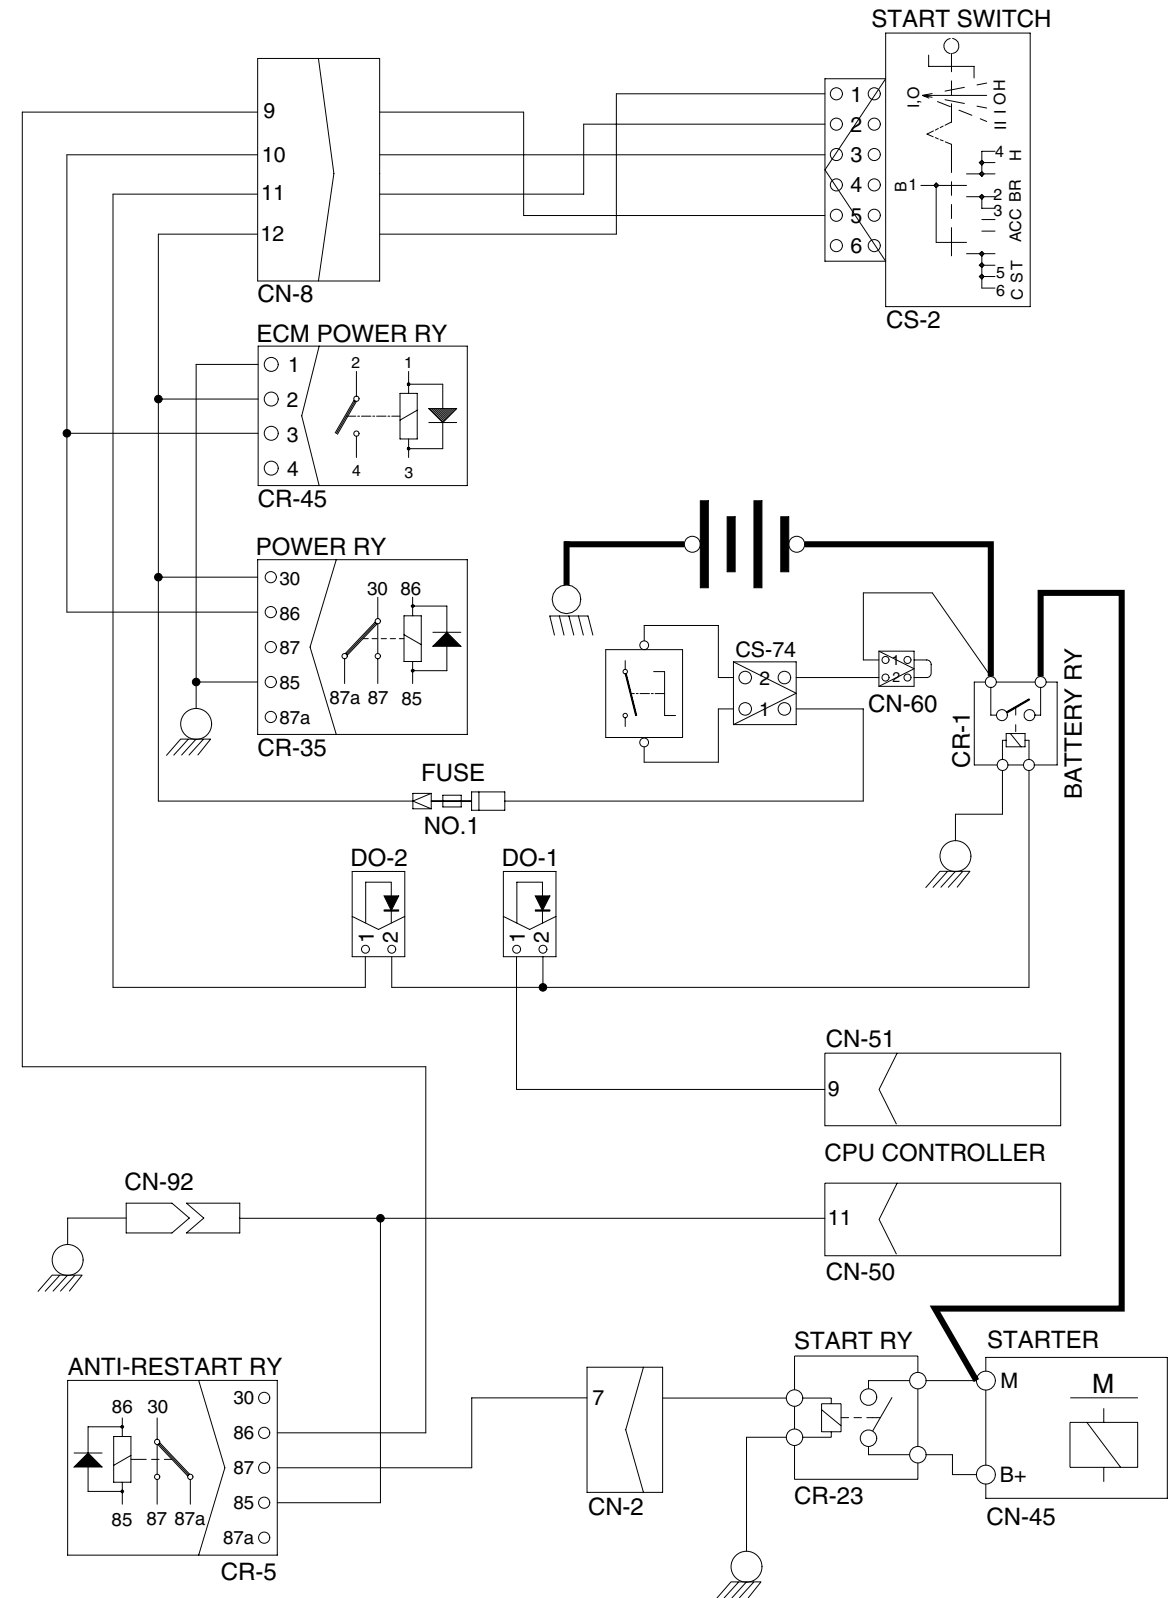 START SWITCH
9
10
11
12
CN-8
1
2
3
4
5
6
I,O
H
O
I
II
B 1
4 H
2 BR
3 ACC
5 ST
6 C
CS-2
ECM POWER RY
1
2
3
4
2 1
4 3
CR-45
POWER RY
30
86
87
85
87a
30 86
87a 87 85
CR-35
CS-74
2
1
1
2
CN-60
CR-1
BATTERY RY
FUSE
NO.1
DO-2
1 2
DO-1
1 2
CN-51
9
CPU CONTROLLER
CN-92
11
CN-50
ANTI-RESTART RY
86 30
85 87 87a
30
86
87
85
87a
CR-5
7
CN-2
START RY
CR-23
STARTER
M
B+
M
CN-45